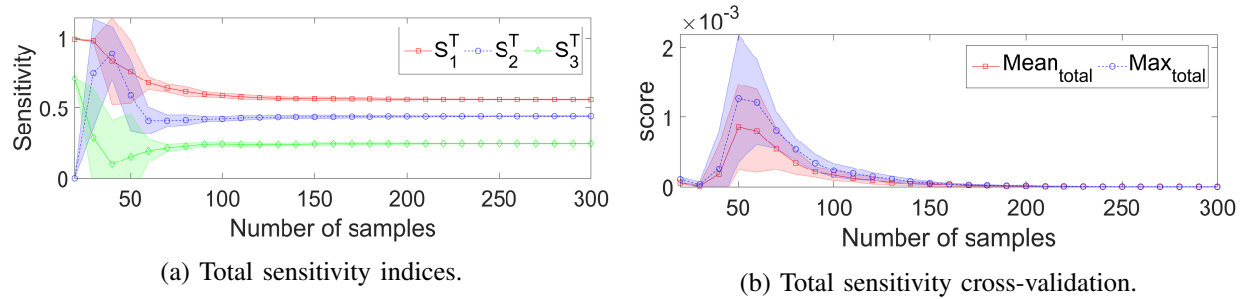 1
0.5
0
Sensitivity
S₁ᵀ S₂ᵀ S₃ᵀ
50 100 150 200 250 300
Number of samples
(a) Total sensitivity indices.
×10⁻³
2
1
0
score
Mean_total Max_total
50 100 150 200 250 300
Number of samples
(b) Total sensitivity cross-validation.